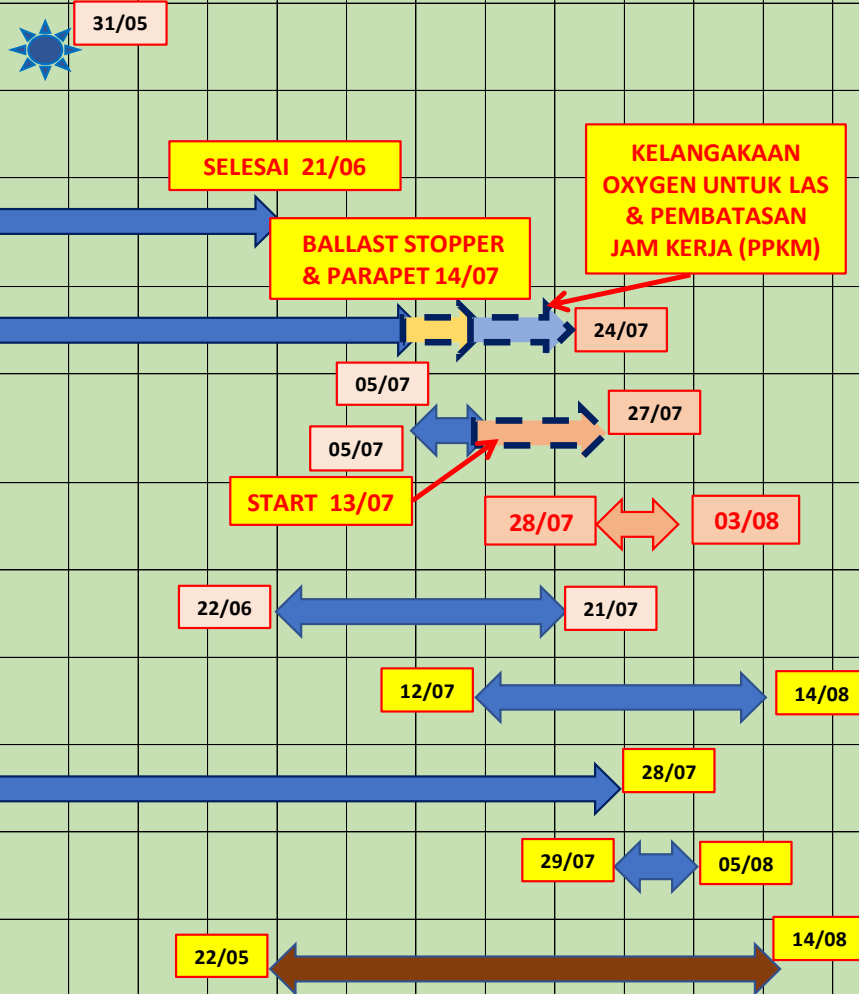 31/05
SELESAI 21/06
KELANGAKAAN
OXYGEN UNTUK LAS
& PEMBATASAN
JAM KERJA (PPKM)
BALLAST STOPPER
& PARAPET 14/07
24/07
05/07
27/07
05/07
START 13/07
28/07
03/08
22/06
21/07
12/07
14/08
28/07
29/07
05/08
22/05
14/08